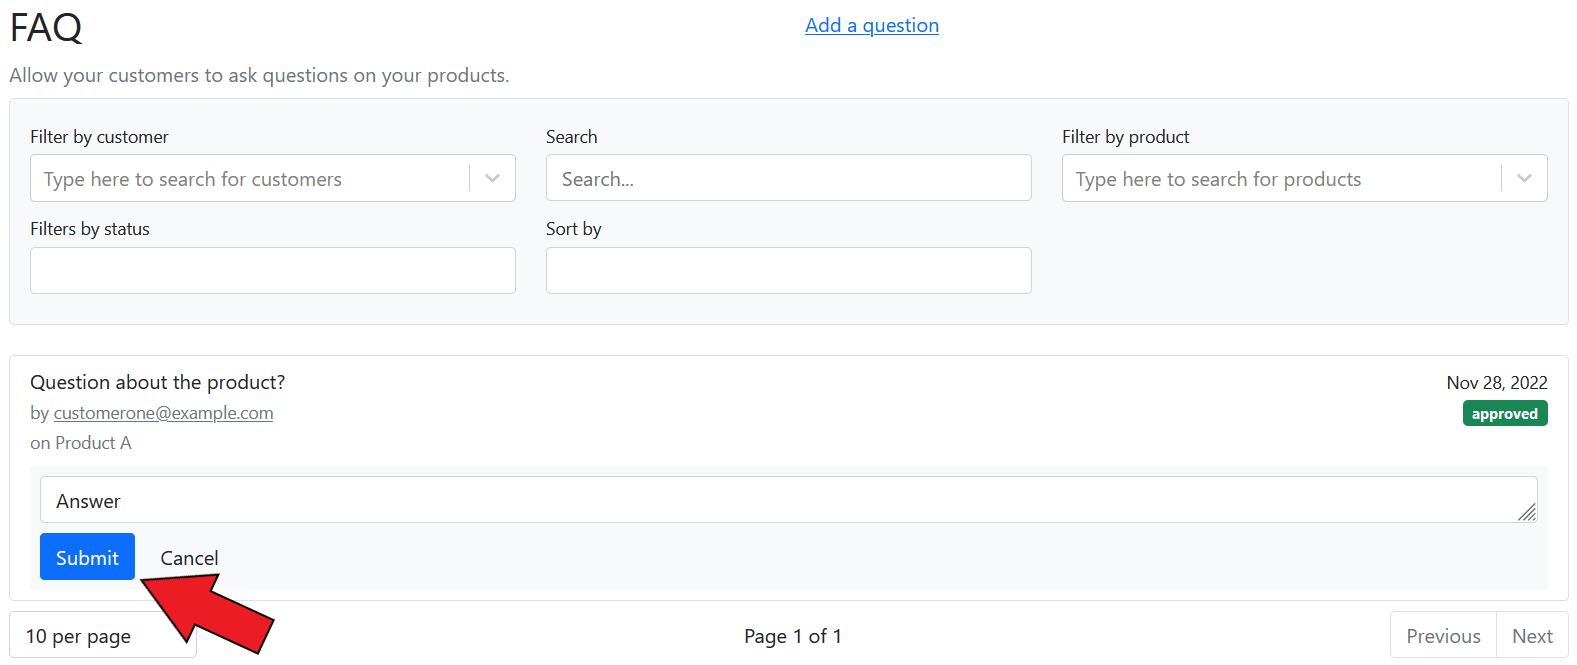 FAQ
Add a question
Allow your customers to ask questions on your products.
Filter by customer
Search
Filter by product
Type here to search for customers
Search...
Type here to search for products
Filters by status
Sort by
Question about the product?
Nov 28, 2022
by customerone@example.com
approved
on Product A
Answer
Submit
Cancel
10 per page
Page 1 of 1
Previous
Next